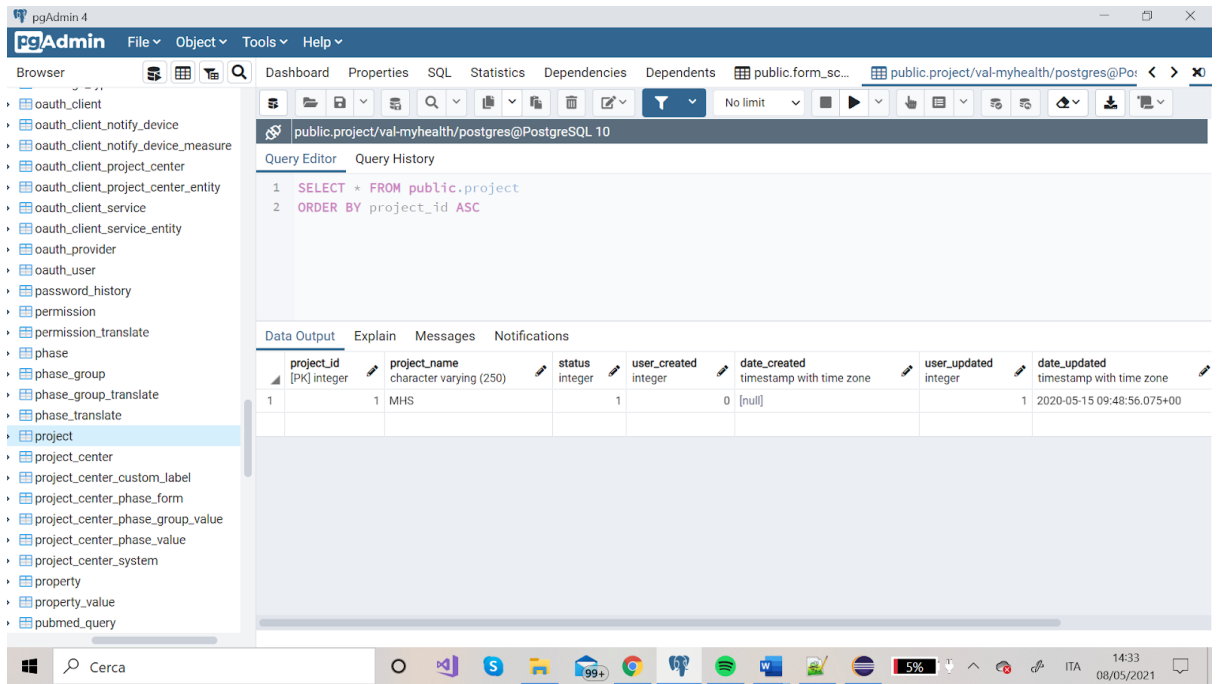 pgAdmin 4
pgAdmin File Object Tools Help
Browser
Dashboard Properties SQL Statistics Dependencies Dependents public.form_sc... public.project/val-myhealth/postgres@Pos
oauth_client
oauth_client_notify_device
oauth_client_notify_device_measure
oauth_client_project_center
oauth_client_project_center_entity
oauth_client_service
oauth_client_service_entity
oauth_provider
oauth_user
password_history
permission
permission_translate
phase
phase_group
phase_group_translate
phase_translate
project
project_center
project_center_custom_label
project_center_phase_form
project_center_phase_group_value
project_center_phase_value
project_center_system
property
property_value
pubmed_query
No limit
public.project/val-myhealth/postgres@PostgreSQL 10
Query Editor Query History
1 SELECT * FROM public.project
2 ORDER BY project_id ASC
Data Output Explain Messages Notifications
project_id project_name status user_created date_created user_updated date_updated
[PK] integer character varying (250) integer integer timestamp with time zone integer timestamp with time zone
1 1 MHS 1 0 [null] 1 2020-05-15 09:48:56.075+00
Cerca 99+ 5% ITA 14:33
08/05/2021